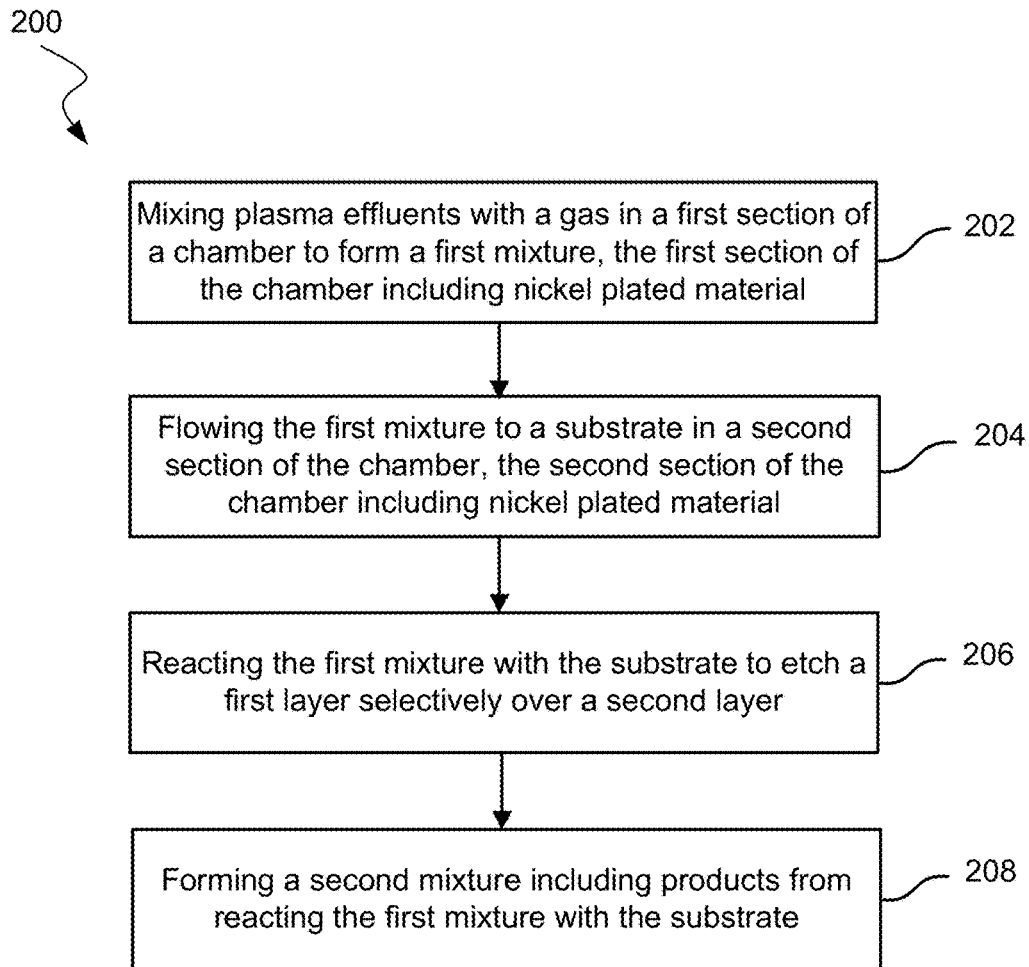 200
Mixing plasma effluents with a gas in a first section of
a chamber to form a first mixture, the first section of
the chamber including nickel plated material
202
Flowing the first mixture to a substrate in a second
section of the chamber, the second section of the
chamber including nickel plated material
204
Reacting the first mixture with the substrate to etch a
first layer selectively over a second layer
206
Forming a second mixture including products from
reacting the first mixture with the substrate
208